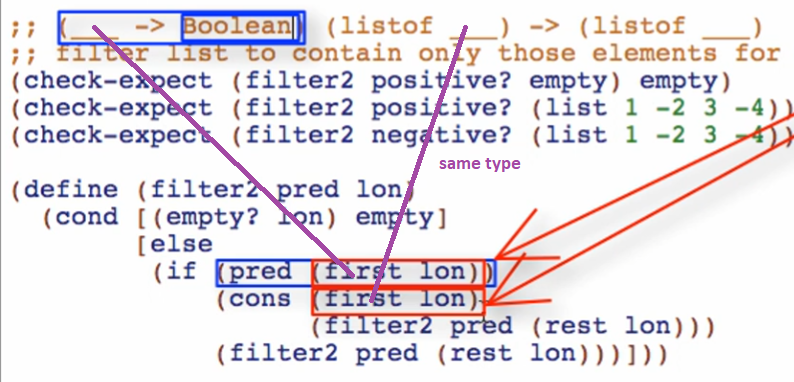 ;; (___ -> Boolean) (listof ___) -> (listof ___)
;; filter list to contain only those elements for
(check-expect (filter2 positive? empty) empty)
(check-expect (filter2 positive? (list 1 -2 3 -4))
(check-expect (filter2 negative? (list 1 -2 3 -4))
same type
(define (filter2 pred lon)
(cond [(empty? lon) empty]
[else
(if (pred (first lon))
(cons (first lon)
(filter2 pred (rest lon)))
(filter2 pred (rest lon)))]))